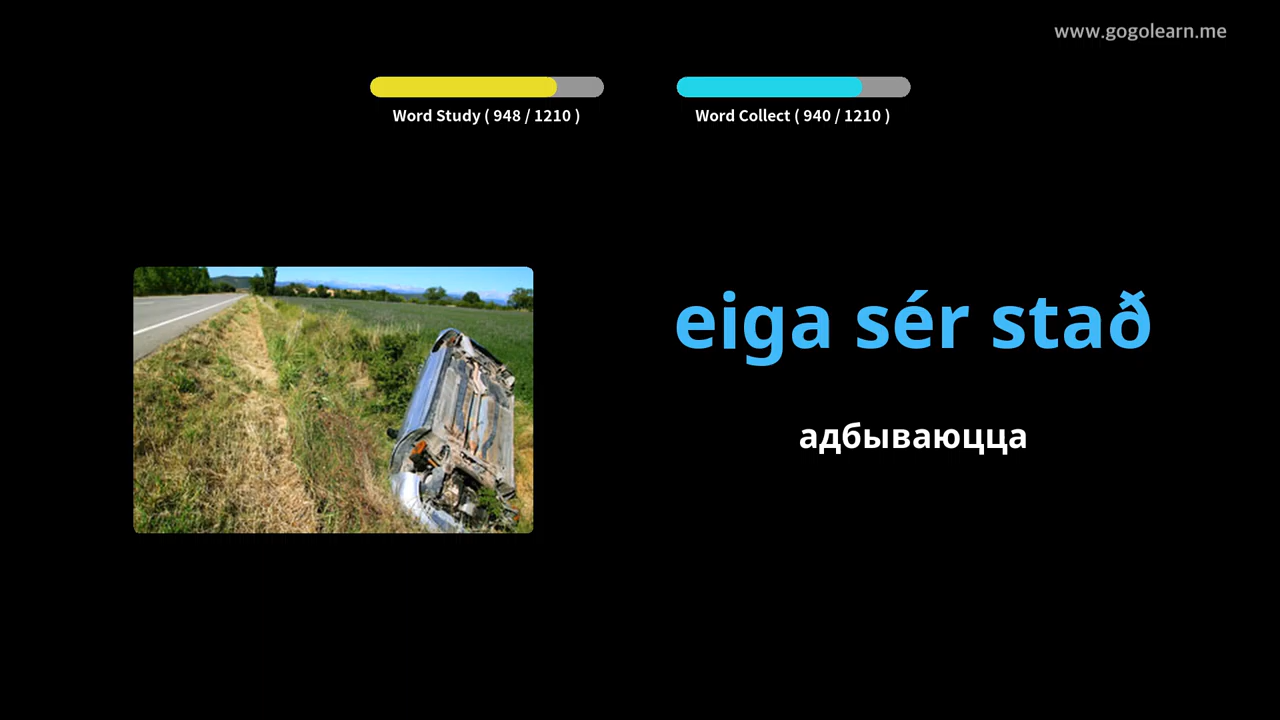 www.gogolearn.me
Word Study ( 948 / 1210 )
Word Collect ( 940 / 1210 )
eiga sér stað
адбываюцца